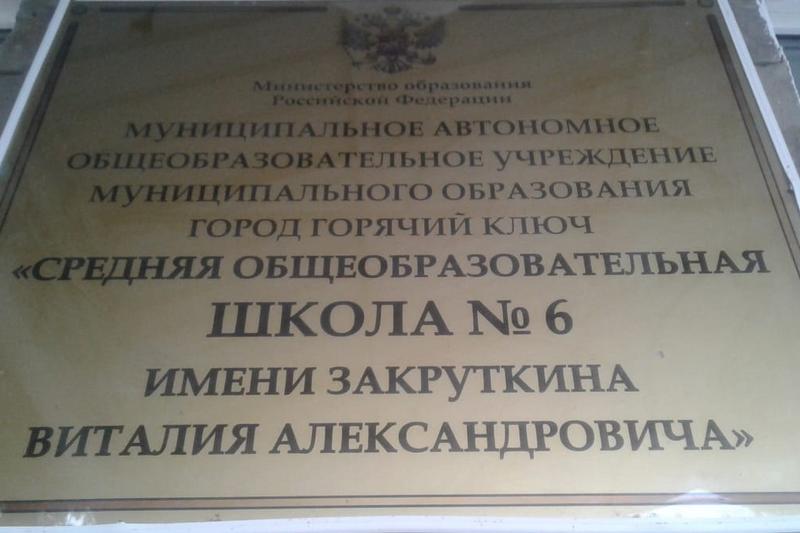 Министерство образования
Российской Федерации
МУНИЦИПАЛЬНОЕ АВТОНОМНОЕ
ОБЩЕОБРАЗОВАТЕЛЬНОЕ УЧРЕЖДЕНИЕ
МУНИЦИПАЛЬНОГО ОБРАЗОВАНИЯ
ГОРОД ГОРЯЧИЙ КЛЮЧ
«СРЕДНЯЯ ОБЩЕОБРАЗОВАТЕЛЬНАЯ
ШКОЛА № 6
ИМЕНИ ЗАКРУТКИНА
ВИТАЛИЯ АЛЕКСАНДРОВИЧА»